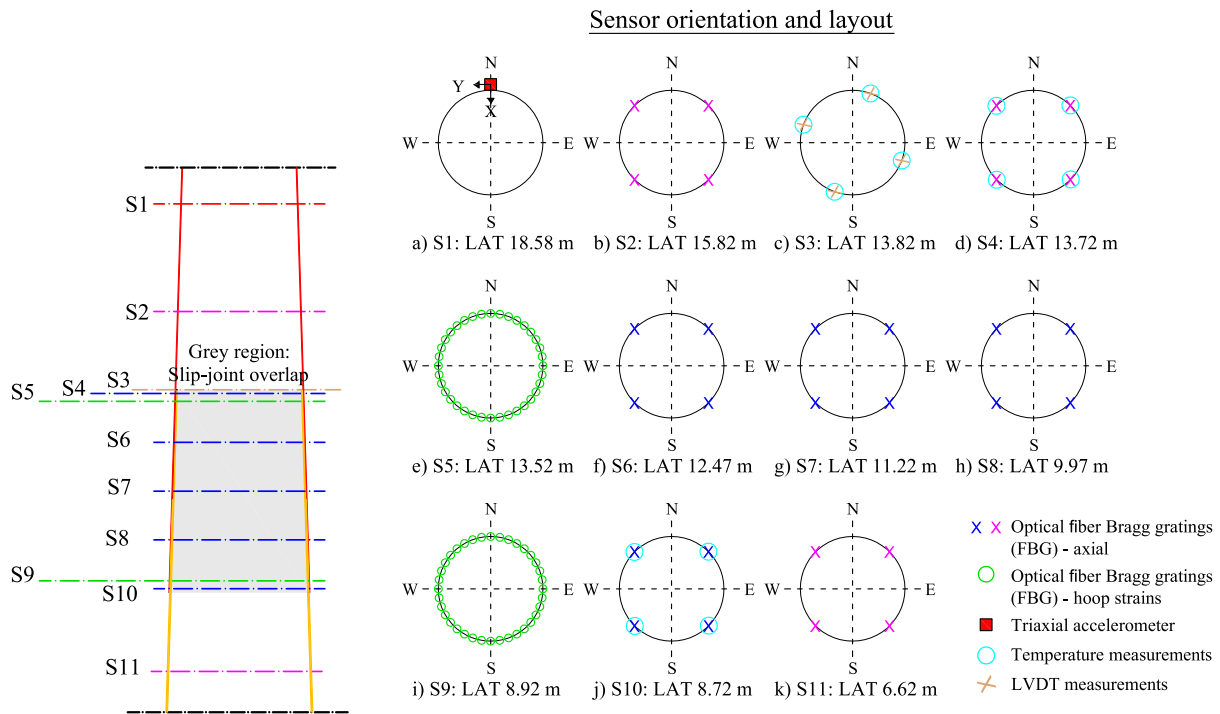 Sensor orientation and layout
N
Y
X
W
E
S
a) S1: LAT 18.58 m
N
W
E
S
b) S2: LAT 15.82 m
N
W
E
S
c) S3: LAT 13.82 m
N
W
E
S
d) S4: LAT 13.72 m
N
W
E
S
e) S5: LAT 13.52 m
N
W
E
S
f) S6: LAT 12.47 m
N
W
E
S
g) S7: LAT 11.22 m
N
W
E
S
h) S8: LAT 9.97 m
N
W
E
S
i) S9: LAT 8.92 m
N
W
E
S
j) S10: LAT 8.72 m
N
W
E
S
k) S11: LAT 6.62 m
Optical fiber Bragg gratings
(FBG) - axial
Optical fiber Bragg gratings
(FBG) - hoop strains
Triaxial accelerometer
Temperature measurements
LVDT measurements
S1
S2
Grey region:
Slip-joint overlap
S3
S4
S5
S6
S7
S8
S9
S10
S11